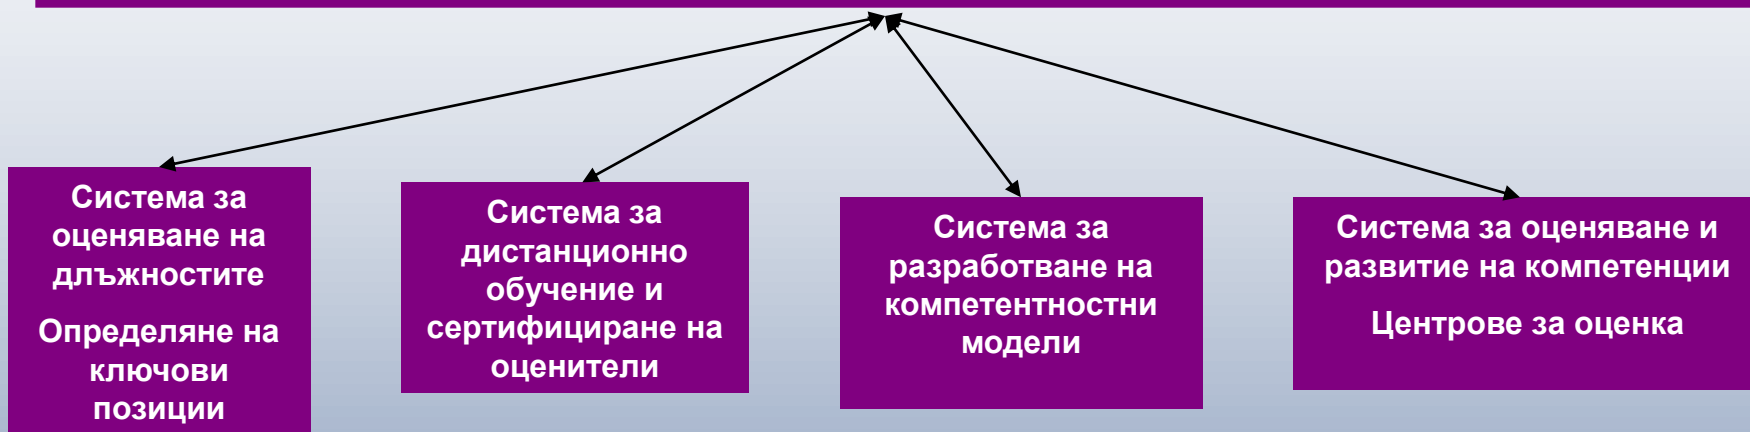 Система за
оценяване на
длъжностите
Определяне на
ключови
позиции
Система за
дистанционно
обучение и
сертифициране на
оценители
Система за
разработване на
компетентностни
модели
Система за оценяване и
развитие на компетенции
Центрове за оценка